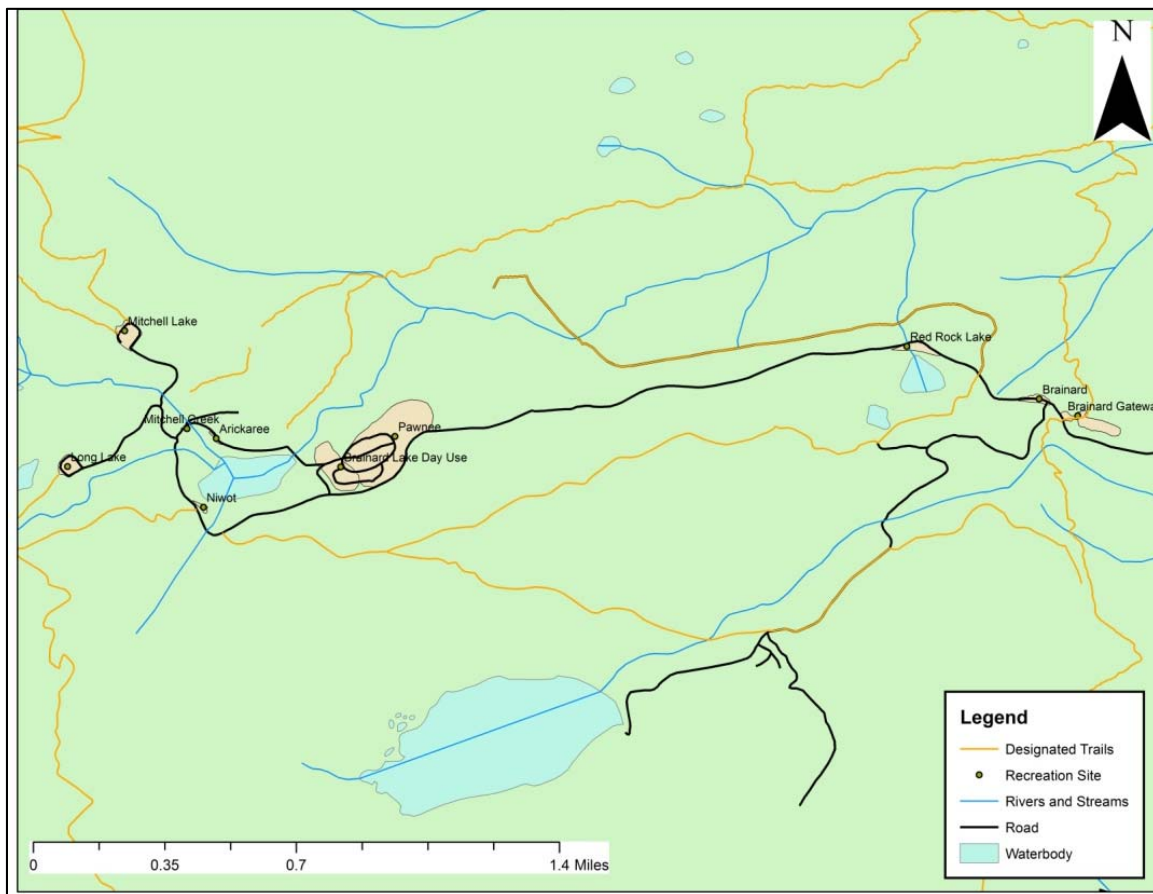 N
Mitchell Lake
Red Rock Lake
Brainard
Brainard Gatewa
Mitchell Creek
Arickaree
Pawnee
Long Lake
Brainard Lake Day Use
Niwot
Legend
Designated Trails
Recreation Site
Rivers and Streams
Road
Waterbody
0 0.35 0.7 1.4 Miles